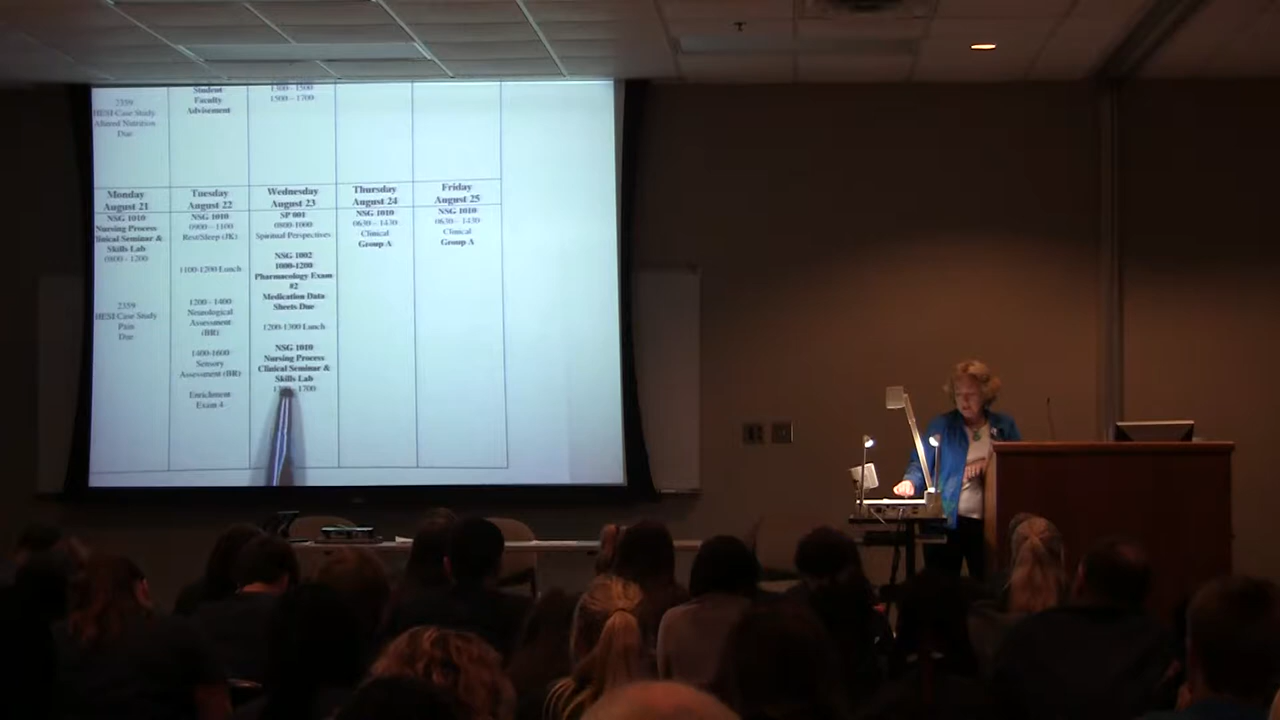 2359
HESI Case Study
Altered Nutrition
Due
Student
Faculty
Advisement
1300 – 1500
1500 – 1700
Monday
August 21
Tuesday
August 22
Wednesday
August 23
Thursday
August 24
Friday
August 25
NSG 1010
Nursing Process
Clinical Seminar &
Skills Lab
0800 - 1200
2359
HESI Case Study
Pain
Due
NSG 1010
0900 – 1100
Rest/Sleep (JK)
1100-1200 Lunch
1200 - 1400
Neurological
Assessment
(BR)
1400-1600
Sensory
Assessment (BR)
Enrichment
Exam 4
SP 001
0800-1000
Spiritual Perspectives
NSG 1002
1000-1200
Pharmacology Exam
#2
Medication Data
Sheets Due
1200-1300 Lunch
NSG 1010
Nursing Process
Clinical Seminar &
Skills Lab
1700
NSG 1010
0630 – 1430
Clinical
Group A
NSG 1010
0630 – 1430
Clinical
Group A